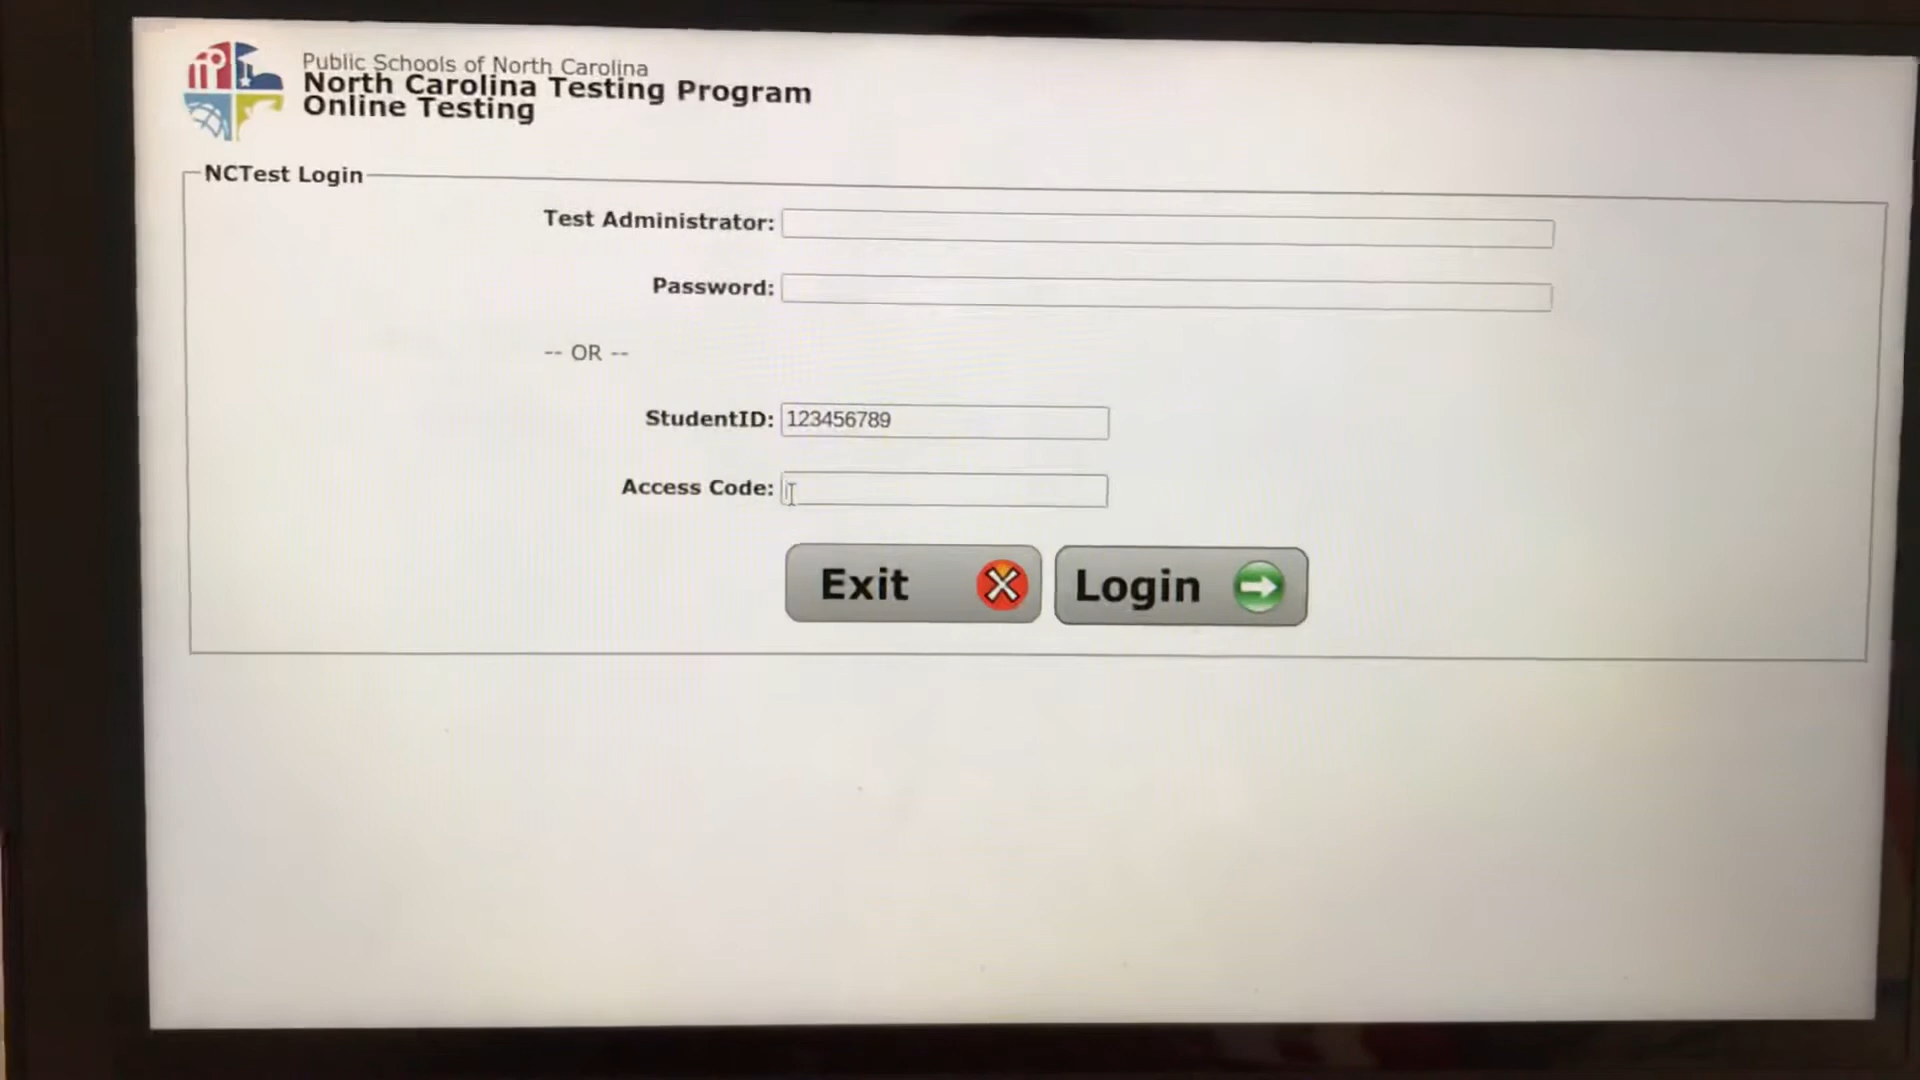 Public Schools of North Carolina
North Carolina Testing Program
Online Testing
NCTest Login
Test Administrator:
Password:
-- OR --
StudentID: 123456789
Access Code:
Exit Login